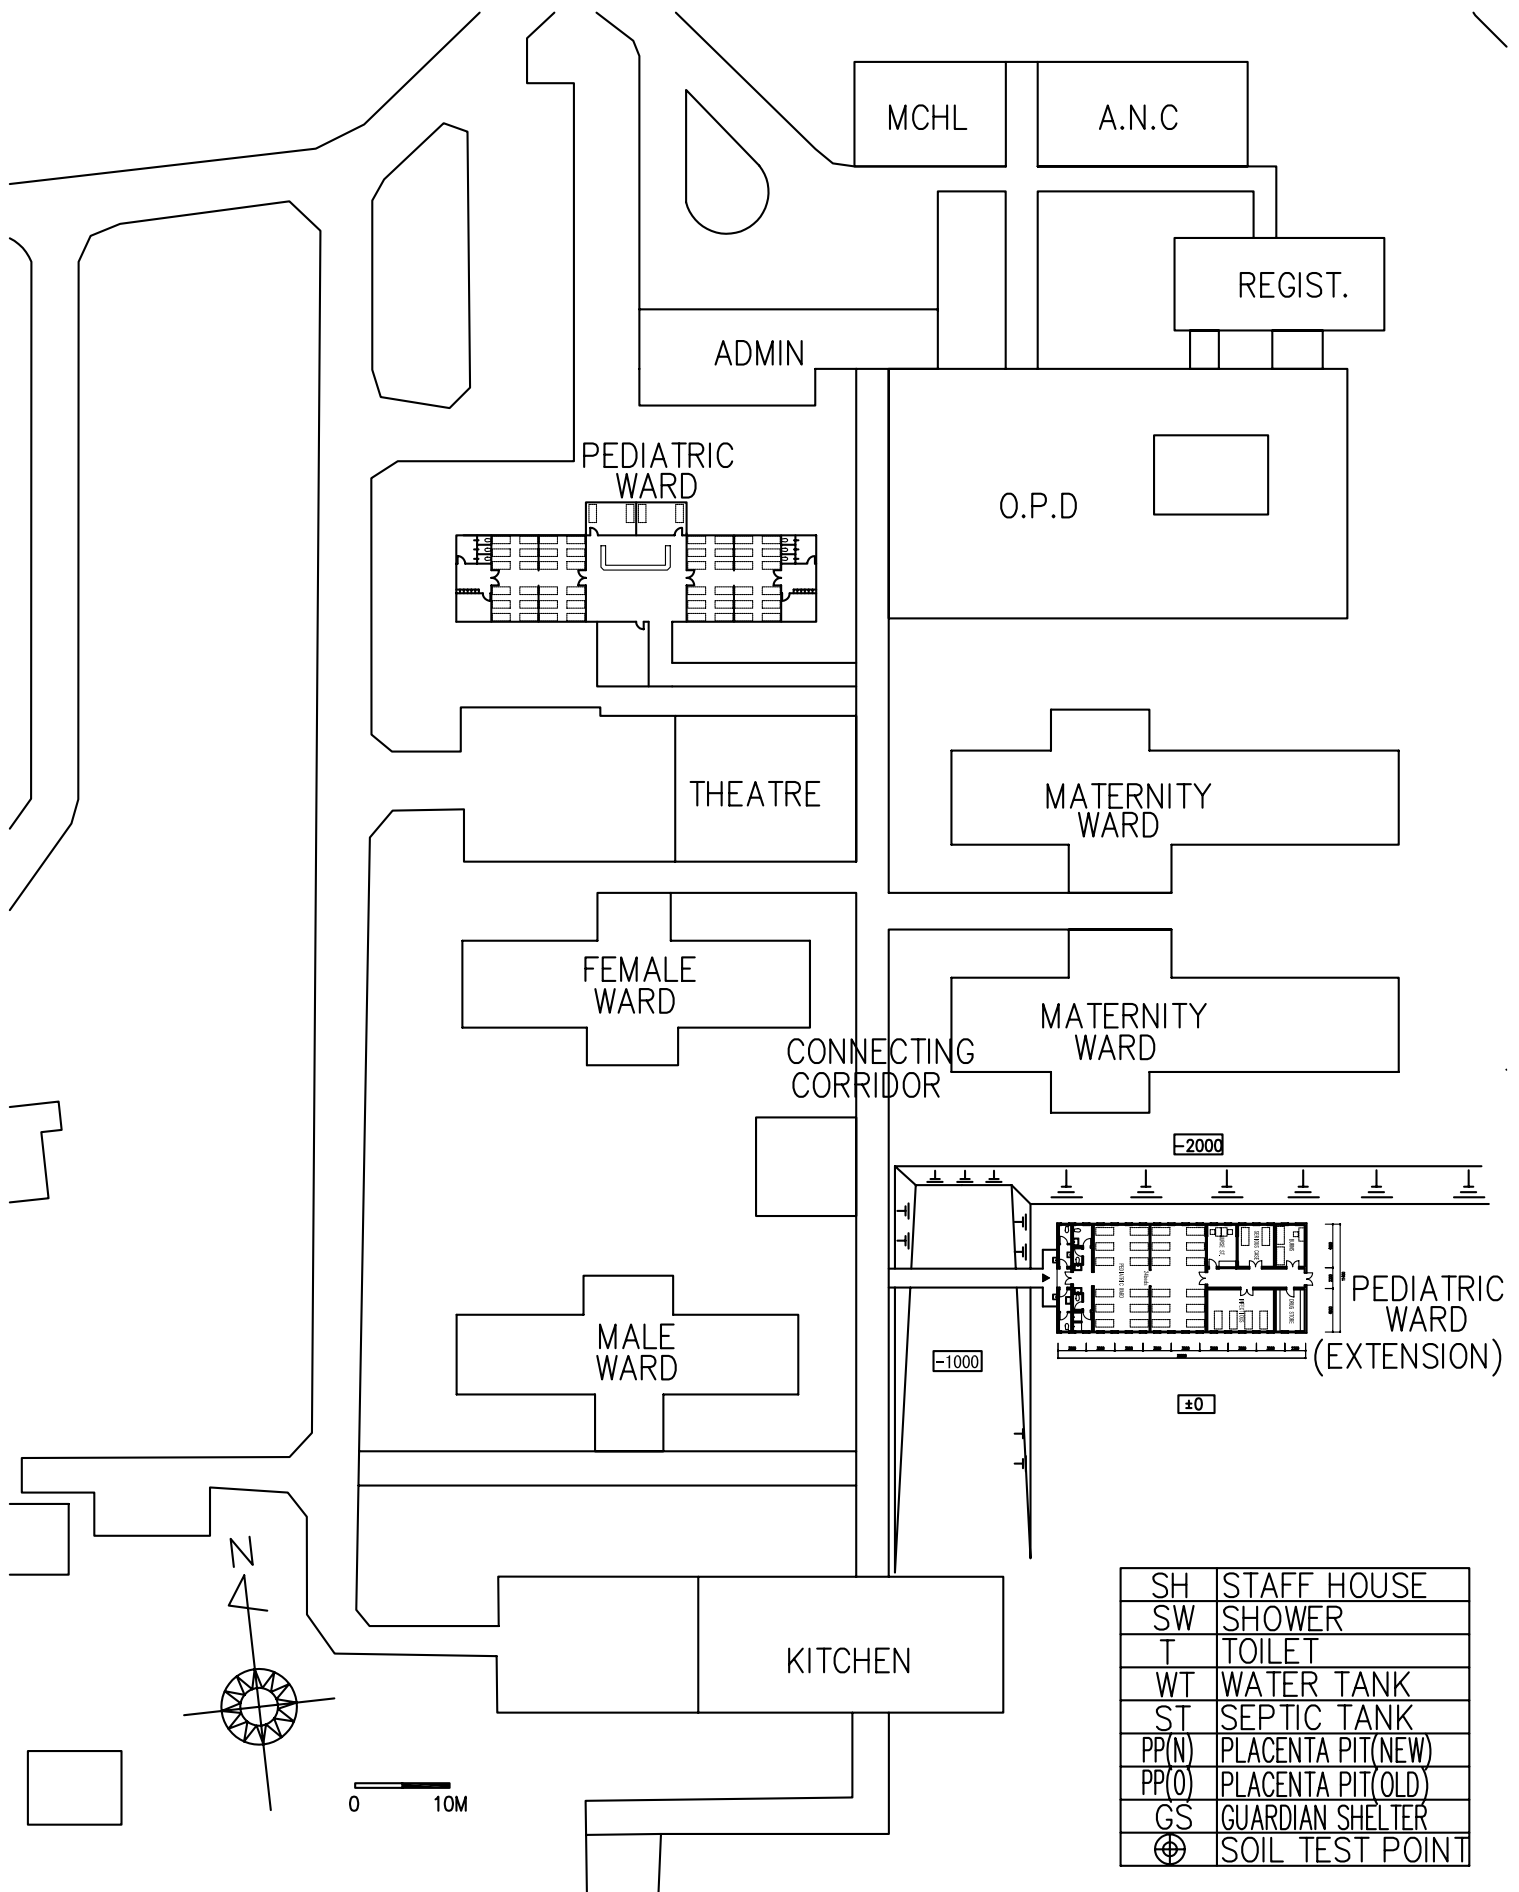 MCHL
A.N.C
REGIST.
ADMIN
PEDIATRIC
WARD
O.P.D
THEATRE
MATERNITY
WARD
FEMALE
WARD
MATERNITY
WARD
CONNECTING
CORRIDOR
-2000
PEDIATRIC
WARD
(EXTENSION)
MALE
WARD
-1000
±0
N
KITCHEN
0 10M
SH STAFF HOUSE
SW SHOWER
T TOILET
WT WATER TANK
ST SEPTIC TANK
PP(N) PLACENTA PIT(NEW)
PP(O) PLACENTA PIT(OLD)
GS GUARDIAN SHELTER
SOIL TEST POINT